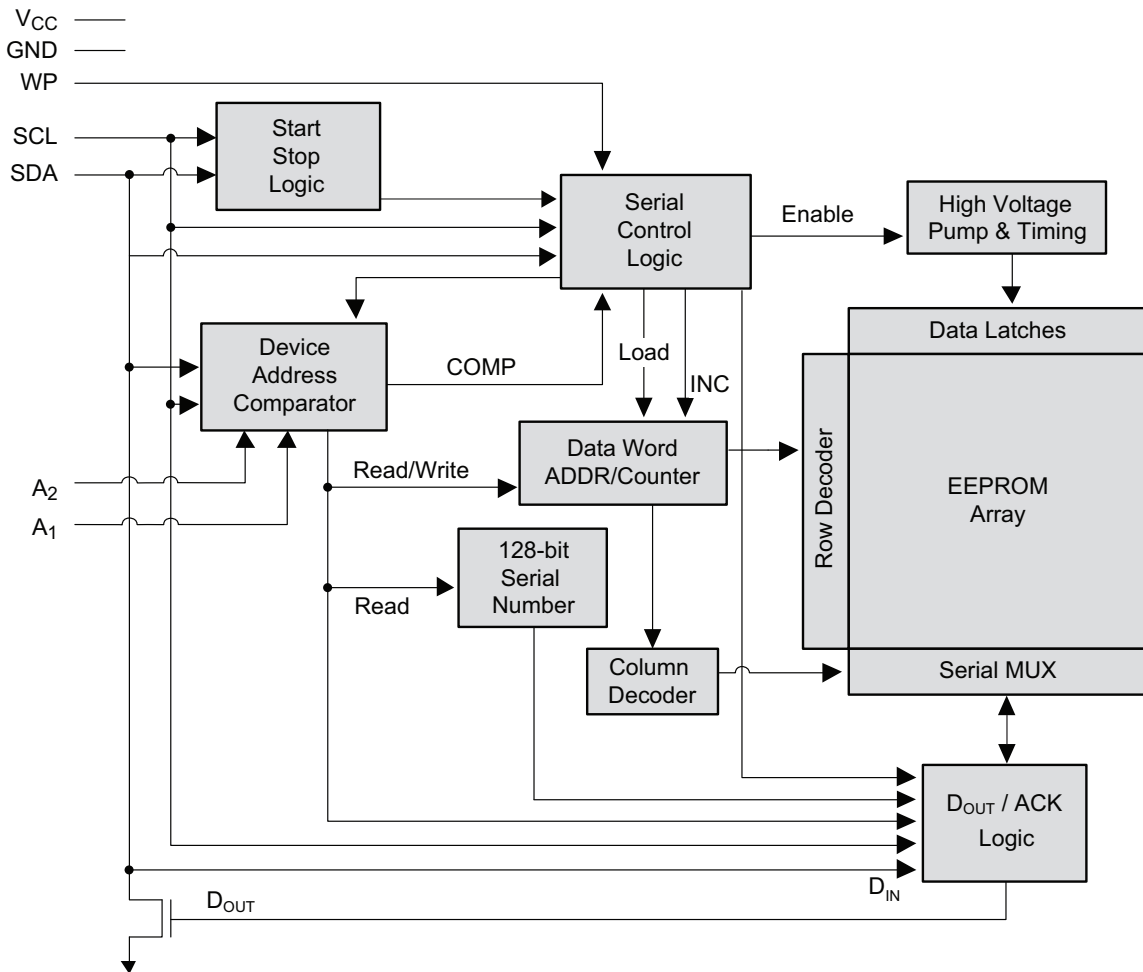 VCC
GND
WP
SCL
SDA
Start
Stop
Logic
Serial
Control
Logic
Enable
High Voltage
Pump & Timing
Data Latches
Device
Address
Comparator
COMP
Load
INC
Data Word
ADDR/Counter
Read/Write
A2
A1
Row Decoder
EEPROM
Array
128-bit
Serial
Number
Read
Column
Decoder
Serial MUX
DOUT / ACK
Logic
DIN
DOUT